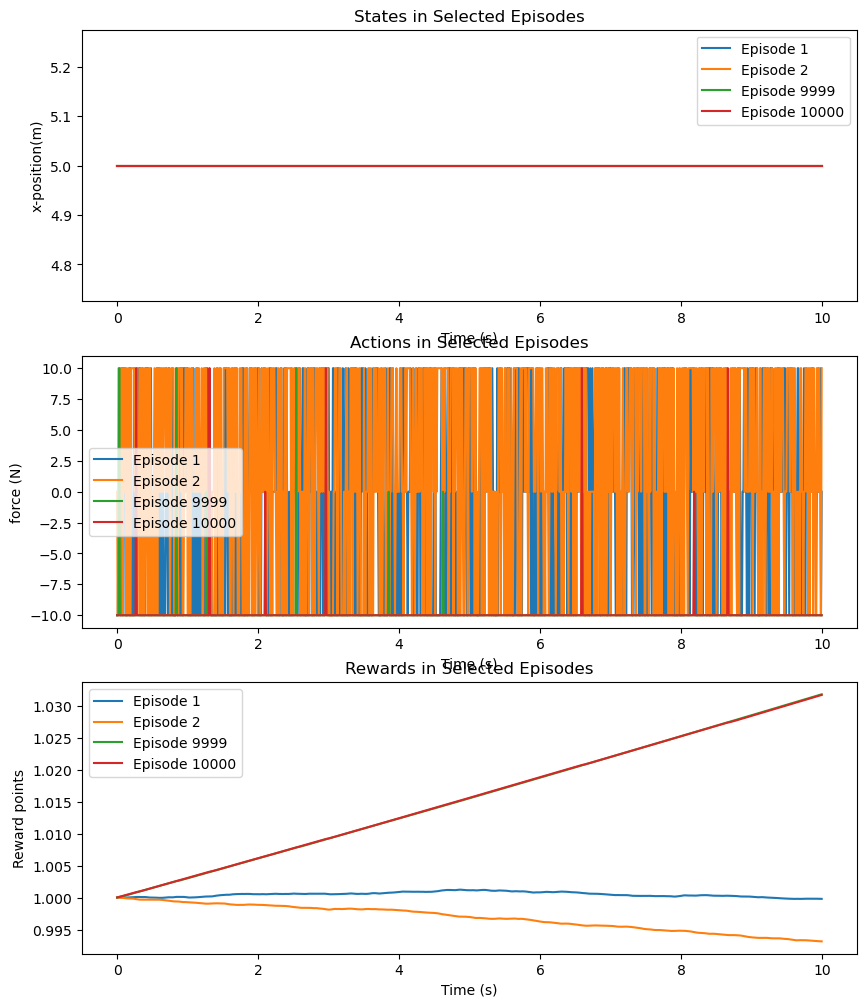 States in Selected Episodes
5.2
5.1
5.0
4.9
4.8
x-position(m)
Episode 1
Episode 2
Episode 9999
Episode 10000
0 2 4 6 8 10
Time (s)
Actions in Selected Episodes
10.0
7.5
5.0
2.5
0.0
−2.5
−5.0
−7.5
−10.0
force (N)
Episode 1
Episode 2
Episode 9999
Episode 10000
0 2 4 6 8 10
Time (s)
Rewards in Selected Episodes
1.030
1.025
1.020
1.015
1.010
1.005
1.000
0.995
Reward points
Episode 1
Episode 2
Episode 9999
Episode 10000
0 2 4 6 8 10
Time (s)